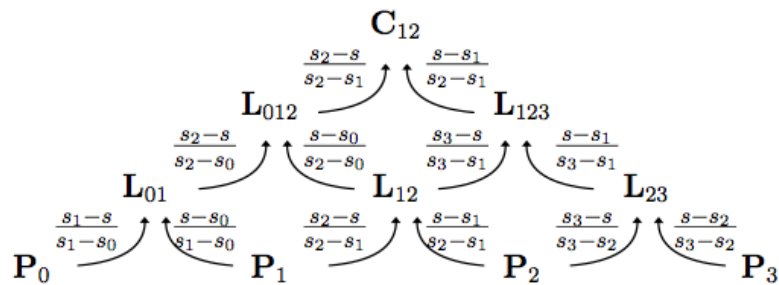 C₁₂
(s₂−s)/(s₂−s₁) (s−s₁)/(s₂−s₁)
L₀₁₂ L₁₂₃
(s₂−s)/(s₂−s₀) (s−s₀)/(s₂−s₀) (s₃−s)/(s₃−s₁) (s−s₁)/(s₃−s₁)
L₀₁ L₁₂ L₂₃
(s₁−s)/(s₁−s₀) (s−s₀)/(s₁−s₀) (s₂−s)/(s₂−s₁) (s−s₁)/(s₂−s₁) (s₃−s)/(s₃−s₂) (s−s₂)/(s₃−s₂)
P₀ P₁ P₂ P₃